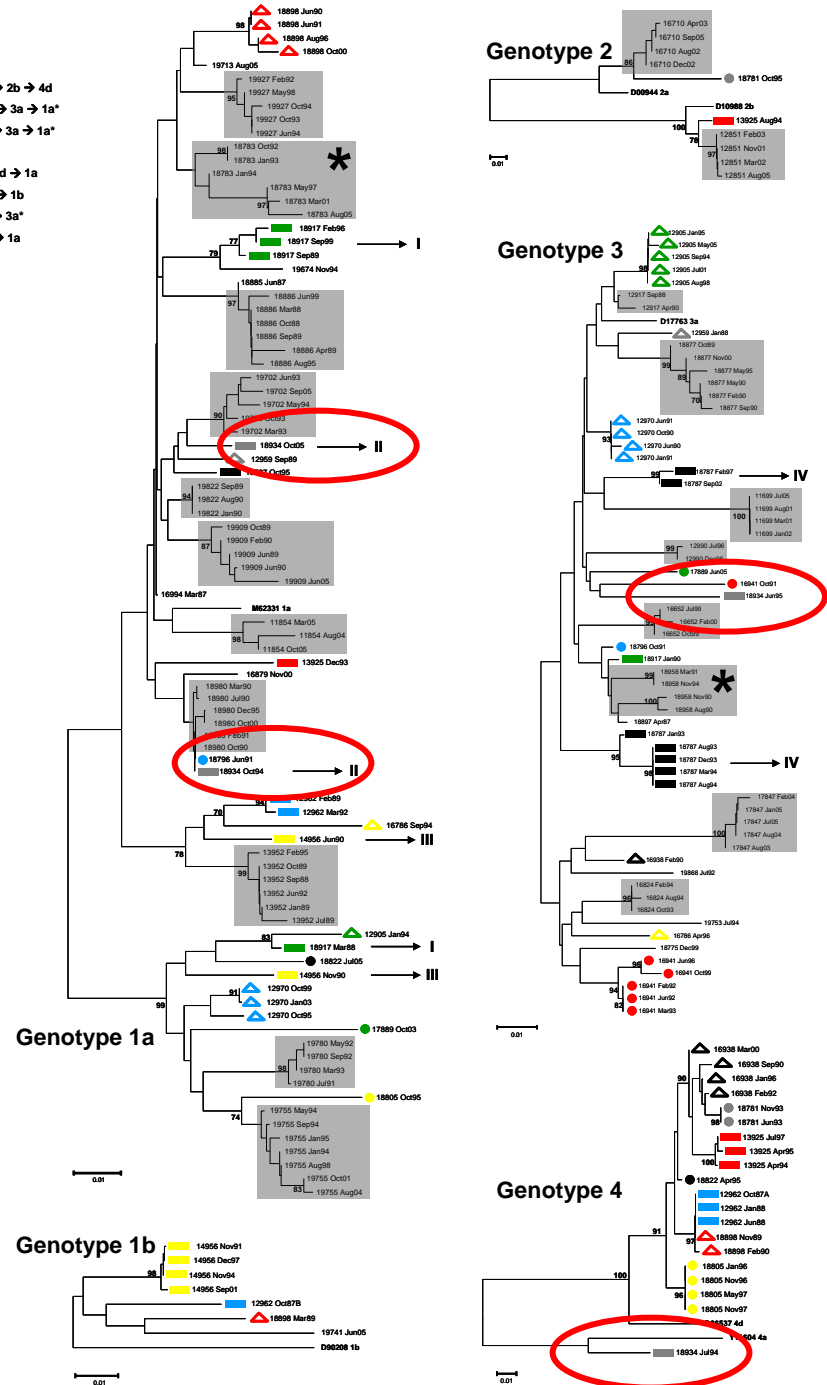 ➔ 2b ➔ 4d
➔ 3a ➔ 1a*
➔ 3a ➔ 1a*
d ➔ 1a
➔ 1b
➔ 3a*
➔ 1a
98
18898 Jun90
18898 Jun91
18898 Aug96
18898 Oct00
19713 Aug05
95
19927 Feb92
19927 May98
19927 Oct94
19927 Oct93
19927 Jun94
98
18783 Oct92
18783 Jan93
18783 Jan94
97
18783 May97
18783 Mar01
18783 Aug05
*
79
77
18917 Feb96
18917 Sep99
18917 Sep89
I
19674 Nov94
97
18885 Jun87
18886 Jun99
18886 Mar88
18886 Oct88
18886 Sep89
18886 Apr89
18886 Aug95
90
19702 Jun93
19702 Sep05
19702 May94
19702 Mar93
18934 Oct05
II
12959 Sep89
Oct95
94
19822 Sep89
19822 Aug90
19822 Jan90
87
19909 Oct89
19909 Feb90
19909 Jun89
19909 Jun90
19909 Jun05
16994 Mar87
M62331 1a
98
11854 Mar05
11854 Aug04
11854 Oct05
13925 Dec93
16879 Nov00
18980 Mar90
18980 Jul90
18980 Dec95
18980 Oct00
Feb91
18980 Oct90
18796 Jun91
18934 Oct94
II
94
12962 Feb89
12962 Mar92
70
16786 Sep94
14956 Jun90
III
78
99
13952 Feb95
13952 Oct89
13952 Sep88
13952 Jun92
13952 Jan89
13952 Jul89
83
12905 Jan94
18917 Mar88
I
18822 Jul05
14956 Nov90
III
99
91
12970 Oct99
12970 Jan03
12970 Oct95
17889 Oct03
98
19780 May92
19780 Sep92
19780 Mar93
19780 Jul91
74
18805 Oct95
19755 May94
19755 Sep94
19755 Jan95
19755 Jan94
19755 Aug98
83
19755 Oct01
19755 Aug04
Genotype 1a
0.01
Genotype 1b
98
14956 Nov91
14956 Dec97
14956 Nov94
14956 Sep01
12962 Oct87B
18898 Mar89
19741 Jun05
D90208 1b
0.01
Genotype 2
86
16710 Apr03
16710 Sep05
16710 Aug02
16710 Dec02
18781 Oct95
D00944 2a
D10988 2b
100
13925 Aug94
78
97
12851 Feb03
12851 Nov01
12851 Mar02
12851 Aug05
0.01
Genotype 3
98
12905 Jan95
12905 May05
12905 Sep94
12905 Jul01
12905 Aug98
12917 Sep88
12917 Apr90
D17763 3a
12959 Jan88
99
89
70
18877 Oct89
18877 Nov00
18877 May95
18877 May90
18877 Feb90
18877 Sep90
93
12970 Jun91
12970 Oct90
12970 Jun90
12970 Jan91
99
18787 Feb97
18787 Sep02
IV
100
11699 Jul05
11699 Aug01
11699 Mar01
11699 Jan02
99
12990 Jul96
17889 Jun05
16941 Oct91
18934 Jun95
16652 Jul99
16652 Feb00
16652 Oct99
18796 Oct91
18917 Jan90
99
18958 Mar91
18958 Nov94
100
18958 Nov90
18958 Aug90
*
18897 Apr87
18787 Jan93
95
98
18787 Aug93
18787 Dec93
18787 Mar94
18787 Aug94
IV
100
17847 Feb04
17847 Jan05
17847 Jul05
17847 Aug04
17847 Aug03
16938 Feb90
19868 Jul92
96
16824 Feb94
16824 Aug94
16824 Oct93
19753 Jul94
16786 Apr96
18775 Dec99
96
16941 Jun96
16941 Oct99
94
82
16941 Feb92
16941 Jun92
16941 Mar93
0.01
Genotype 4
90
16938 Mar00
16938 Sep90
16938 Jan96
16938 Feb92
98
18781 Nov93
18781 Jun93
100
13925 Jul97
13925 Apr95
13925 Apr94
18822 Apr95
91
97
12962 Oct87A
12962 Jan88
12962 Jun88
18898 Nov89
18898 Feb90
100
96
18805 Jan96
18805 Nov96
18805 May97
18805 Nov97
4d
4a
18934 Jul94
0.01